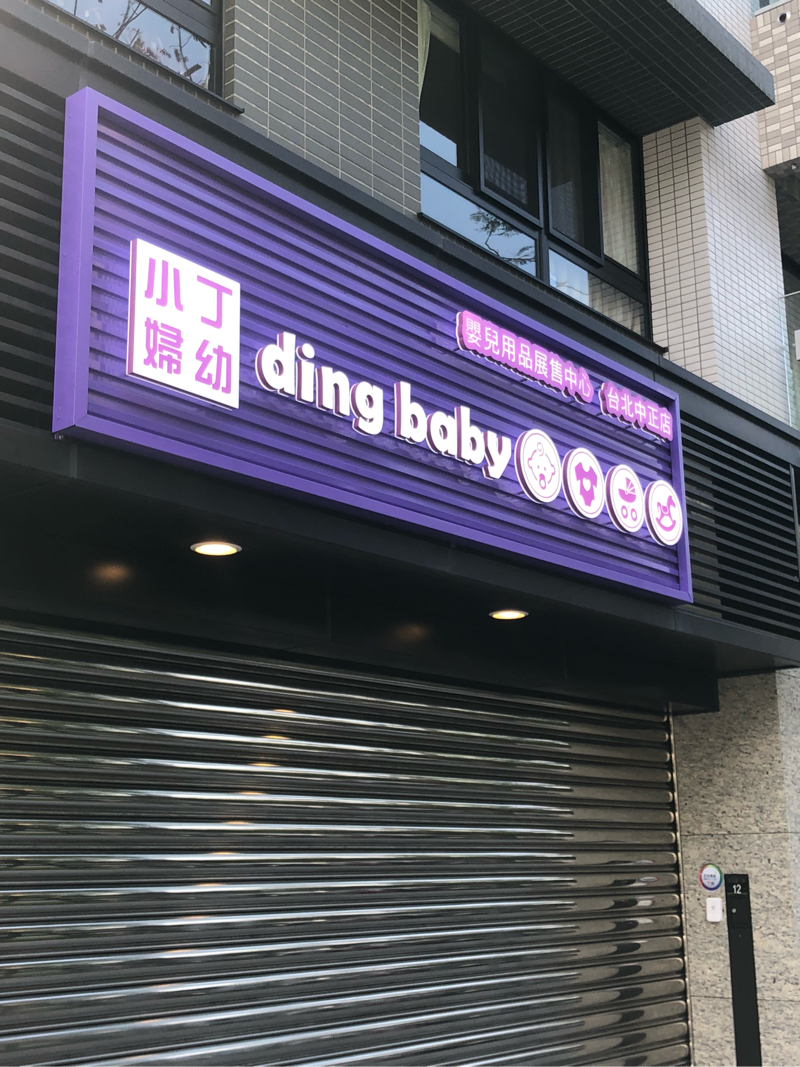 小丁
婦幼
ding baby
嬰兒用品展售中心 台北中正店
12